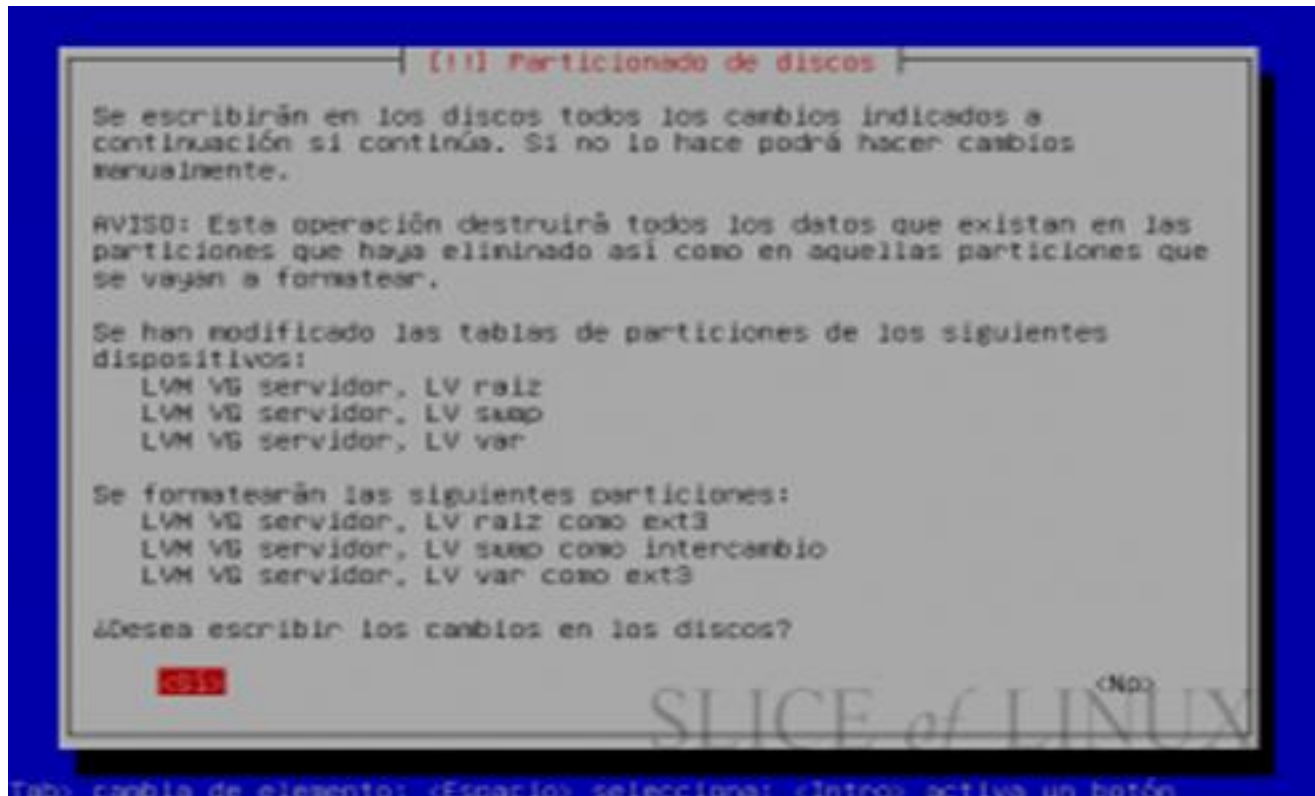 [!!] Particionado de discos
Se escribirán en los discos todos los cambios indicados a
continuación si continúa. Si no lo hace podrá hacer cambios
manualmente.
AVISO: Esta operación destruirá todos los datos que existan en las
particiones que haya eliminado así como en aquellas particiones que
se vayan a formatear.
Se han modificado las tablas de particiones de los siguientes
dispositivos:
LVM VG servidor, LV raiz
LVM VG servidor, LV swap
LVM VG servidor, LV var
Se formatearán las siguientes particiones:
LVM VG servidor, LV raiz como ext3
LVM VG servidor, LV swap como intercambio
LVM VG servidor, LV var como ext3
¿Desea escribir los cambios en los discos?
<Sí> <No>
SLICE of LINUX
Tab> cambia de elemento; <Espacio> selecciona; <Intro> activa un botón